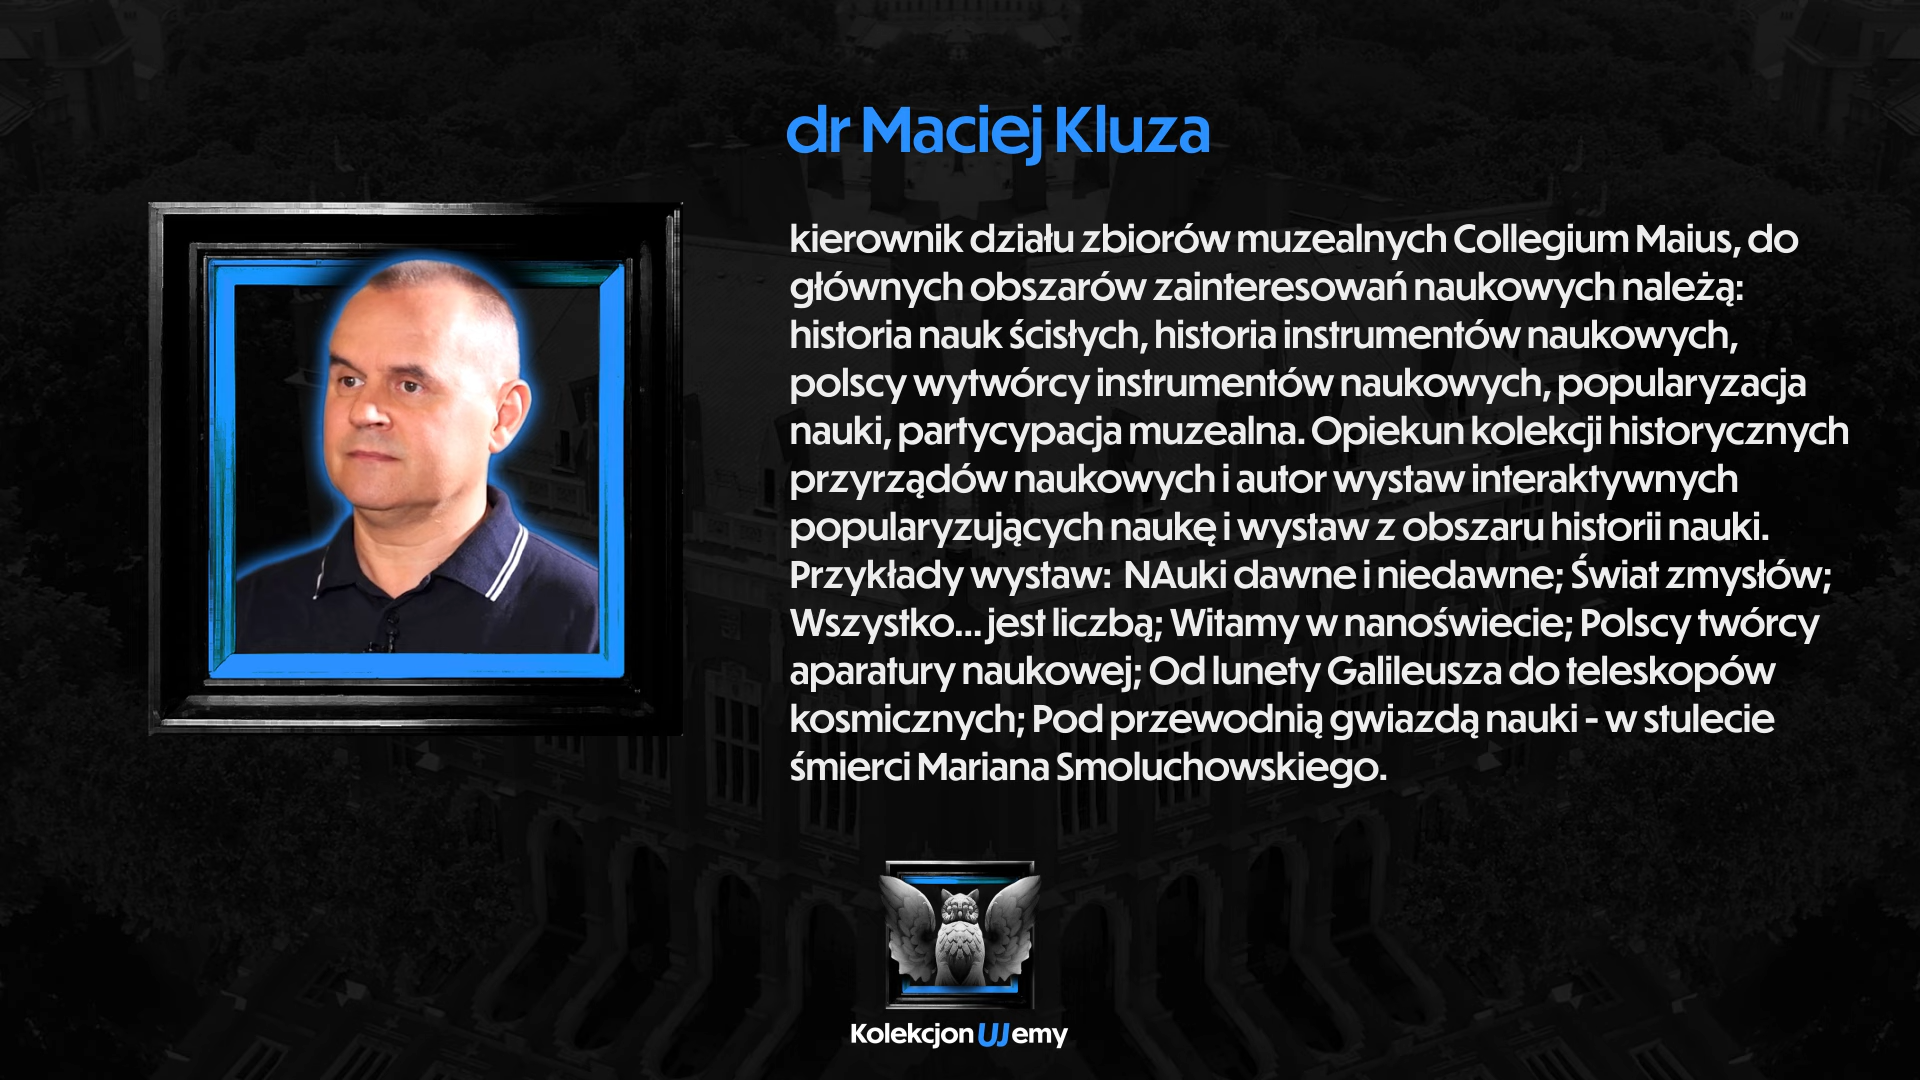 dr Maciej Kluza
kierownik działu zbiorów muzealnych Collegium Maius, do
głównych obszarów zainteresowań naukowych należą:
historia nauk ścisłych, historia instrumentów naukowych,
polscy wytwórcy instrumentów naukowych, popularyzacja
nauki, partycypacja muzealna. Opiekun kolekcji historycznych
przyrządów naukowych i autor wystaw interaktywnych
popularyzujących naukę i wystaw z obszaru historii nauki.
Przykłady wystaw:  NAuki dawne i niedawne; Świat zmysłów;
Wszystko... jest liczbą; Witamy w nanoświecie; Polscy twórcy
aparatury naukowej; Od lunety Galileusza do teleskopów
kosmicznych; Pod przewodnią gwiazdą nauki - w stulecie
śmierci Mariana Smoluchowskiego.
KolekcjonUJemy